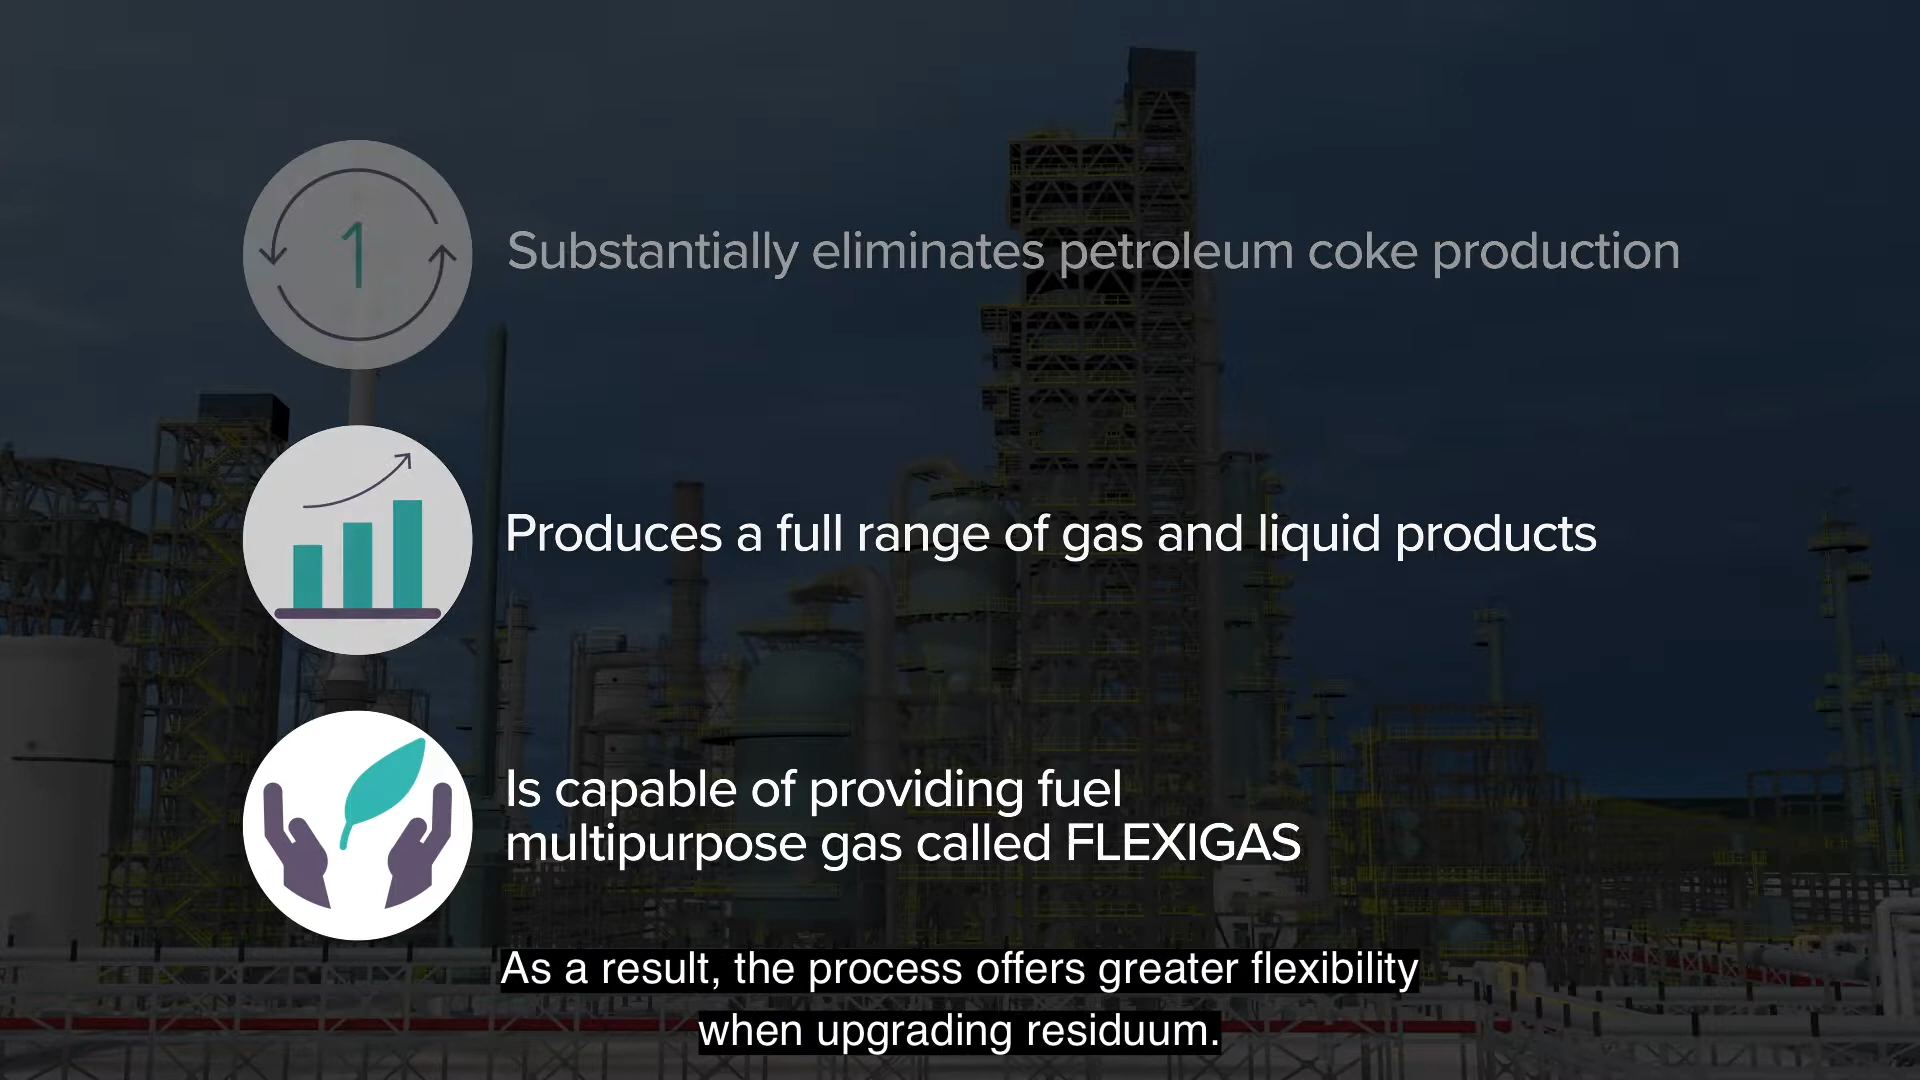 1
Substantially eliminates petroleum coke production
Produces a full range of gas and liquid products
Is capable of providing fuel
multipurpose gas called FLEXIGAS
As a result, the process offers greater flexibility
when upgrading residuum.